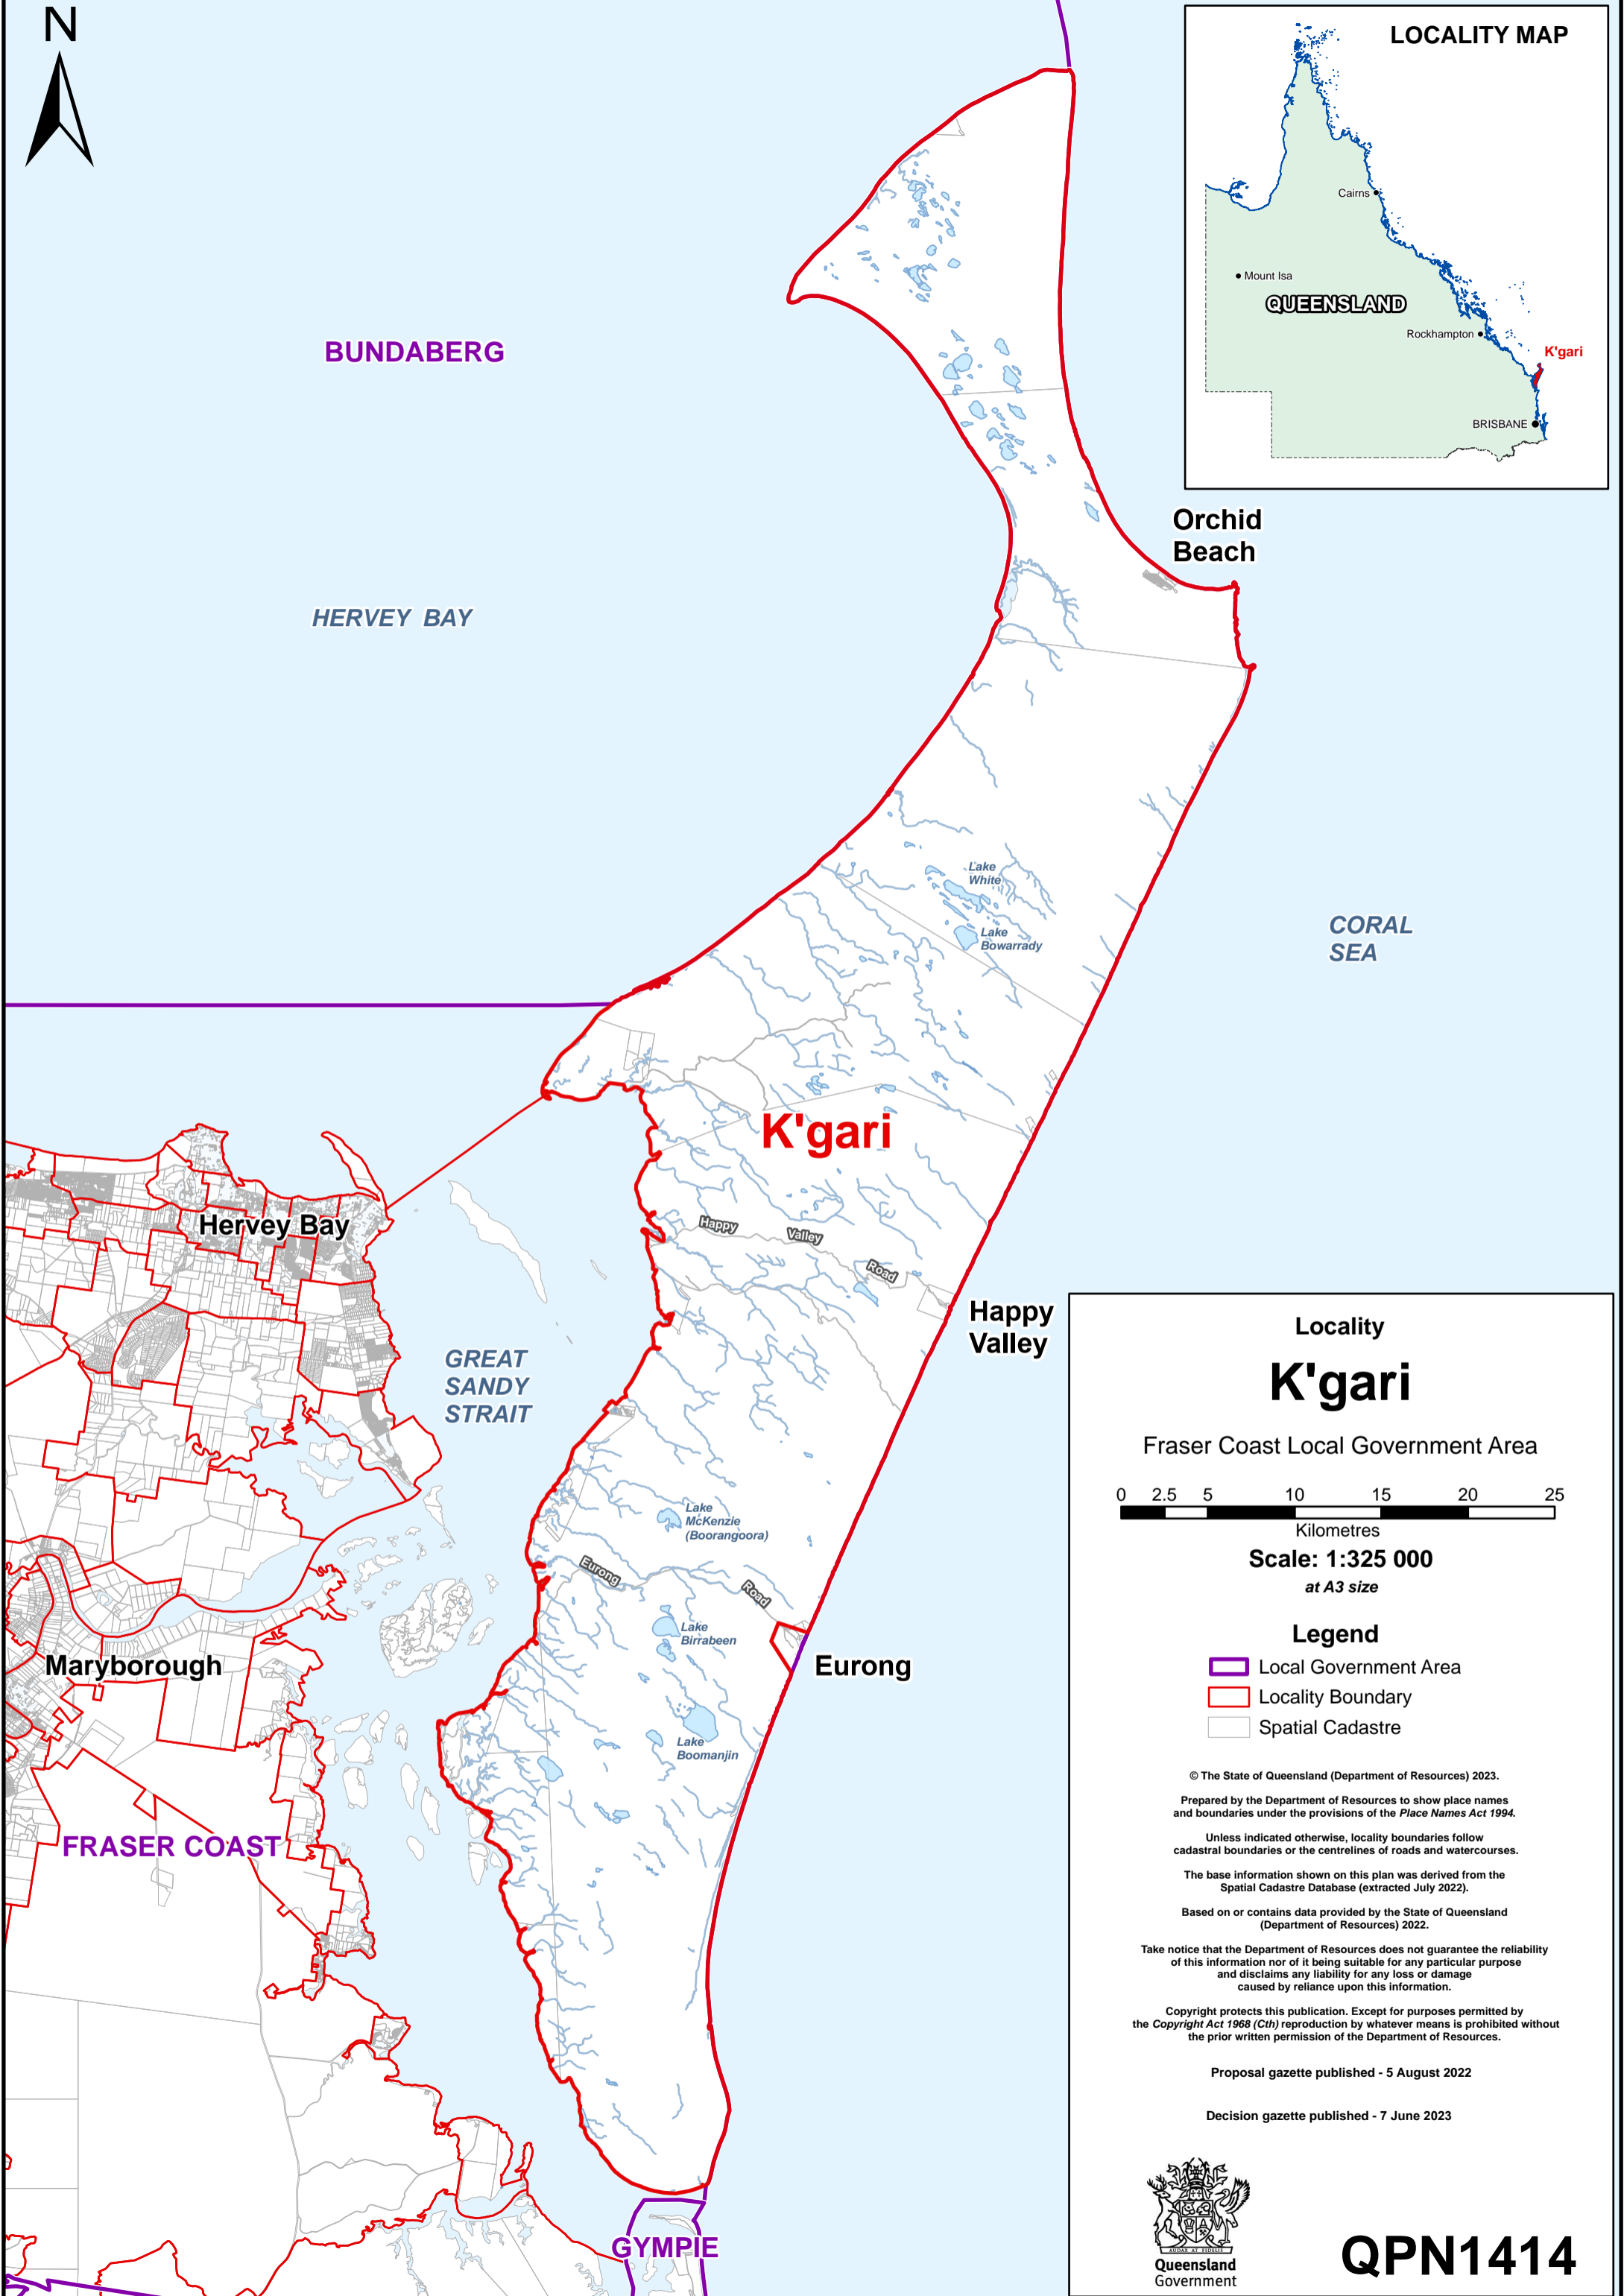 N
LOCALITY MAP
Cairns
Mount Isa
QUEENSLAND
Rockhampton
K'gari
BRISBANE
BUNDABERG
Orchid
Beach
HERVEY BAY
Lake
White
Lake
Bowarrady
CORAL
SEA
K'gari
Hervey Bay
Happy
Valley
Road
Happy
Valley
GREAT
SANDY
STRAIT
Lake
McKenzie
(Boorangoora)
Eurong
Road
Lake
Birrabeen
Maryborough
Eurong
Lake
Boomanjin
FRASER COAST
GYMPIE
Locality
K'gari
Fraser Coast Local Government Area
0 2.5 5 10 15 20 25
Kilometres
Scale: 1:325 000
at A3 size
Legend
Local Government Area
Locality Boundary
Spatial Cadastre
© The State of Queensland (Department of Resources) 2023.
Prepared by the Department of Resources to show place names
and boundaries under the provisions of the Place Names Act 1994.
Unless indicated otherwise, locality boundaries follow
cadastral boundaries or the centrelines of roads and watercourses.
The base information shown on this plan was derived from the
Spatial Cadastre Database (extracted July 2022).
Based on or contains data provided by the State of Queensland
(Department of Resources) 2022.
Take notice that the Department of Resources does not guarantee the reliability
of this information nor of it being suitable for any particular purpose
and disclaims any liability for any loss or damage
caused by reliance upon this information.
Copyright protects this publication. Except for purposes permitted by
the Copyright Act 1968 (Cth) reproduction by whatever means is prohibited without
the prior written permission of the Department of Resources.
Proposal gazette published - 5 August 2022
Decision gazette published - 7 June 2023
AUDAX AT FIDELIS
Queensland
Government
QPN1414